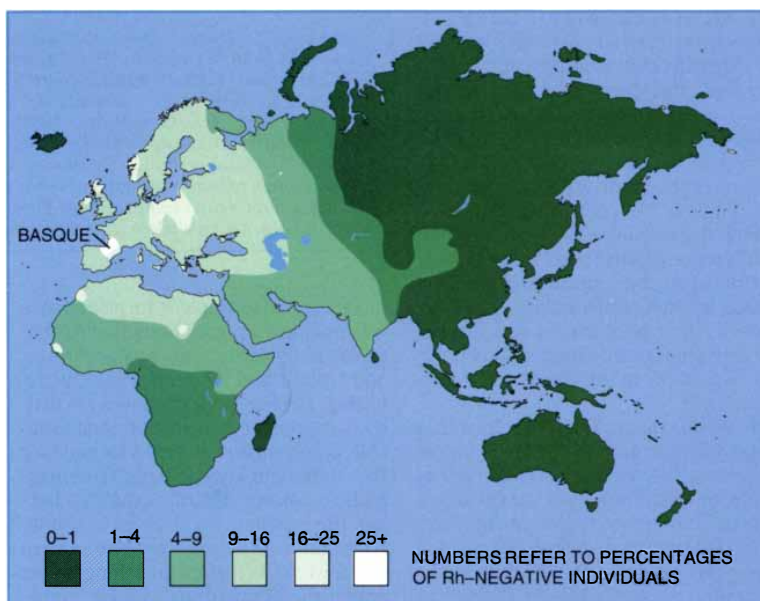 BASQUE
0–1 1–4 4–9 9–16 16–25 25+
NUMBERS REFER TO PERCENTAGES
OF Rh–NEGATIVE INDIVIDUALS